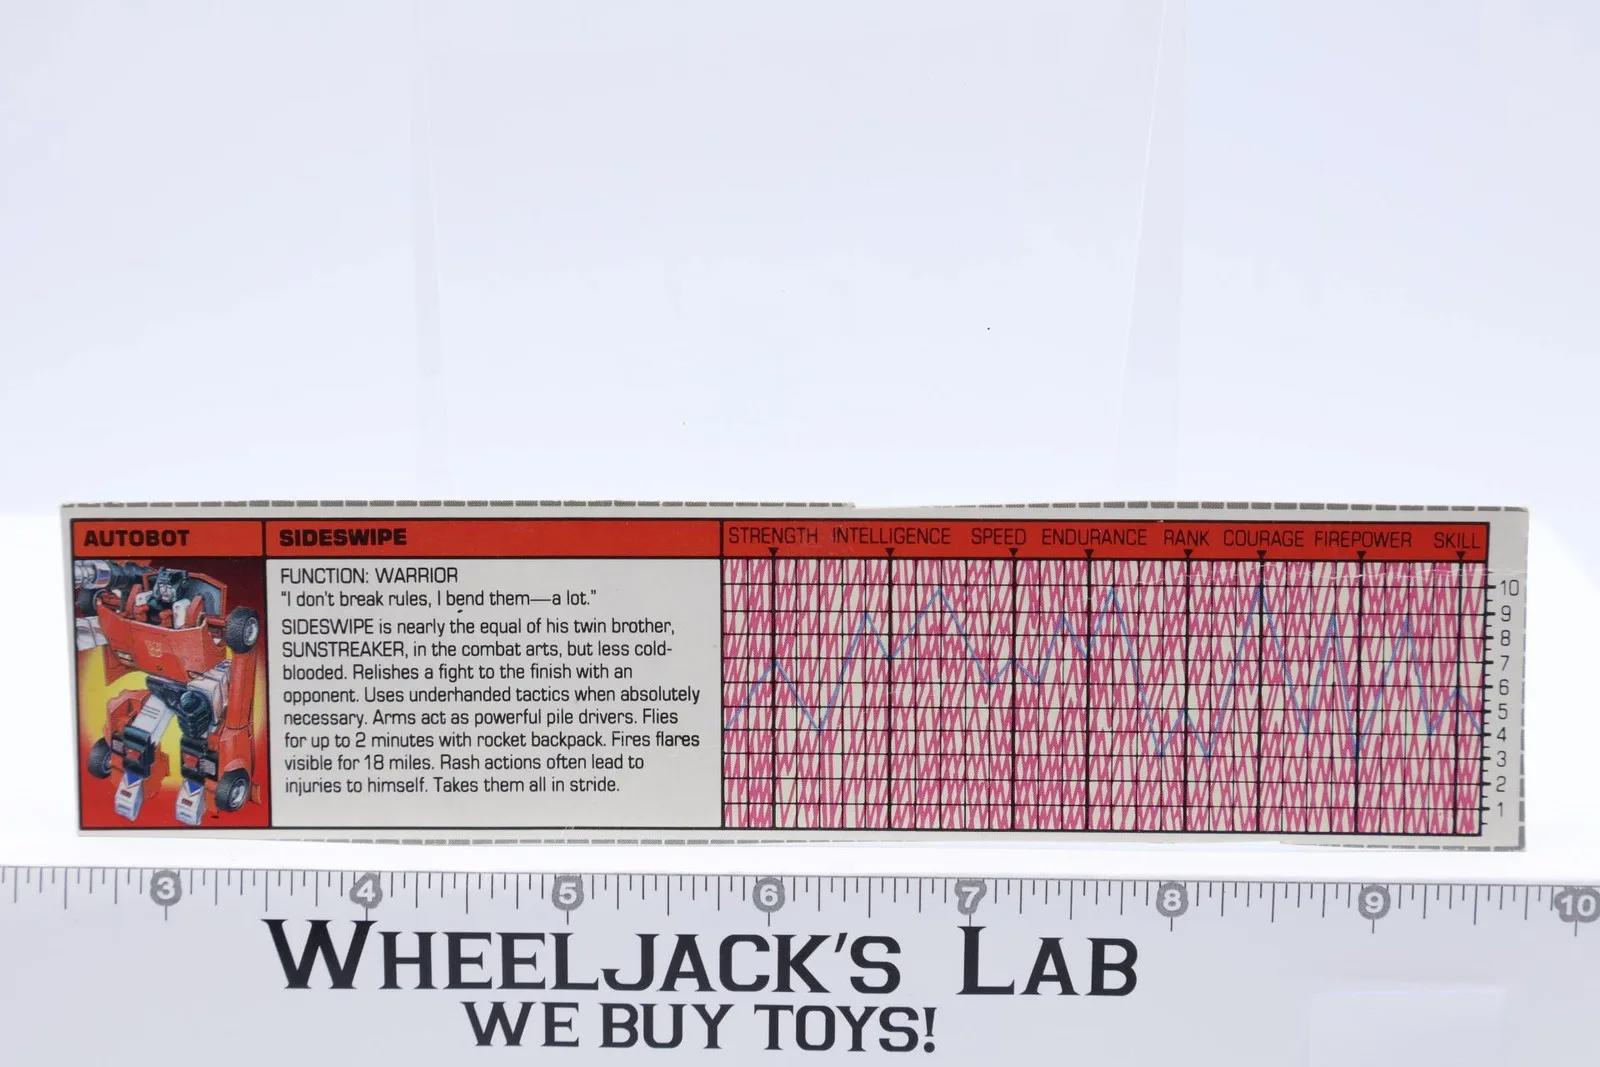 AUTOBOT
SIDESWIPE
STRENGTH INTELLIGENCE SPEED ENDURANCE RANK COURAGE FIREPOWER SKILL
FUNCTION: WARRIOR
"I don't break rules, I bend them—a lot."
SIDESWIPE is nearly the equal of his twin brother,
SUNSTREAKER, in the combat arts, but less cold-
blooded. Relishes a fight to the finish with an
opponent. Uses underhanded tactics when absolutely
necessary. Arms act as powerful pile drivers. Flies
for up to 2 minutes with rocket backpack. Fires flares
visible for 18 miles. Rash actions often lead to
injuries to himself. Takes them all in stride.
10
9
8
7
6
5
4
3
2
1
3 4 5 6 7 8 9 10
WHEELJACK'S LAB
WE BUY TOYS!